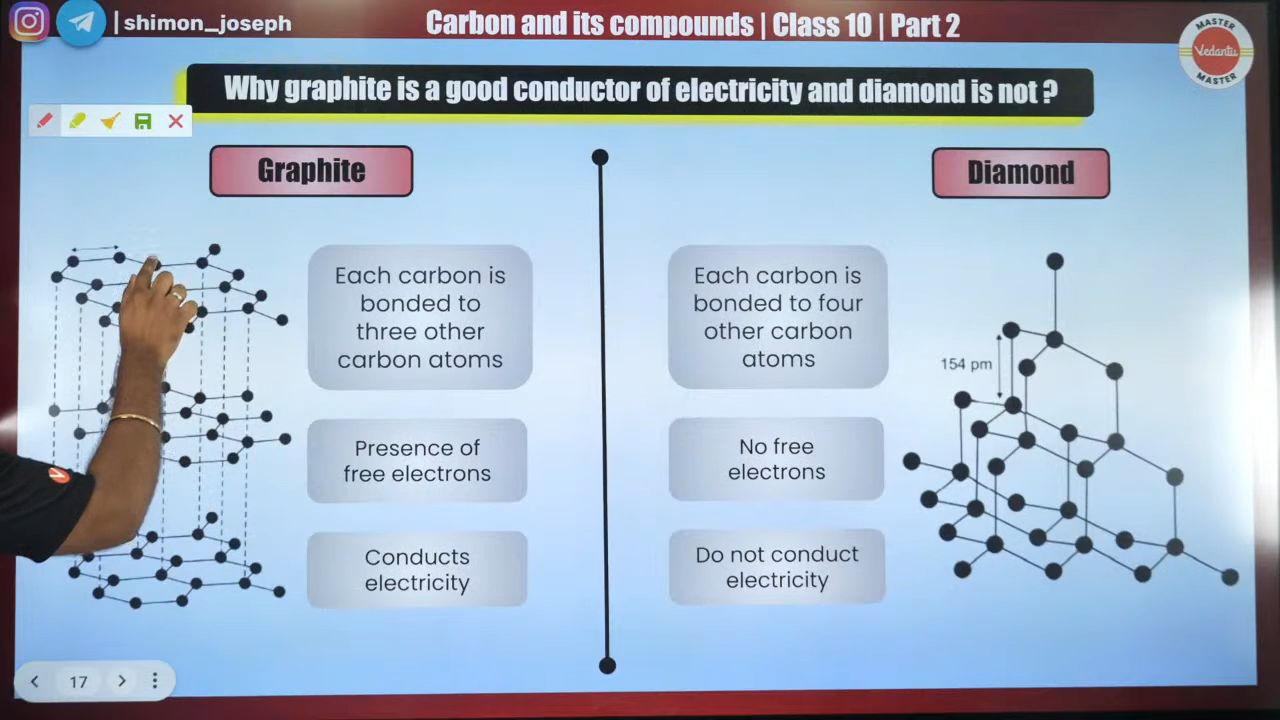 | shimon_joseph
Carbon and its compounds | Class 10 | Part 2
MASTER
Vedantu
MASTER
Why graphite is a good conductor of electricity and diamond is not ?
Graphite
Diamond
Each carbon is
bonded to
three other
carbon atoms
Each carbon is
bonded to four
other carbon
atoms
154 pm
Presence of
free electrons
No free
electrons
Conducts
electricity
Do not conduct
electricity
17